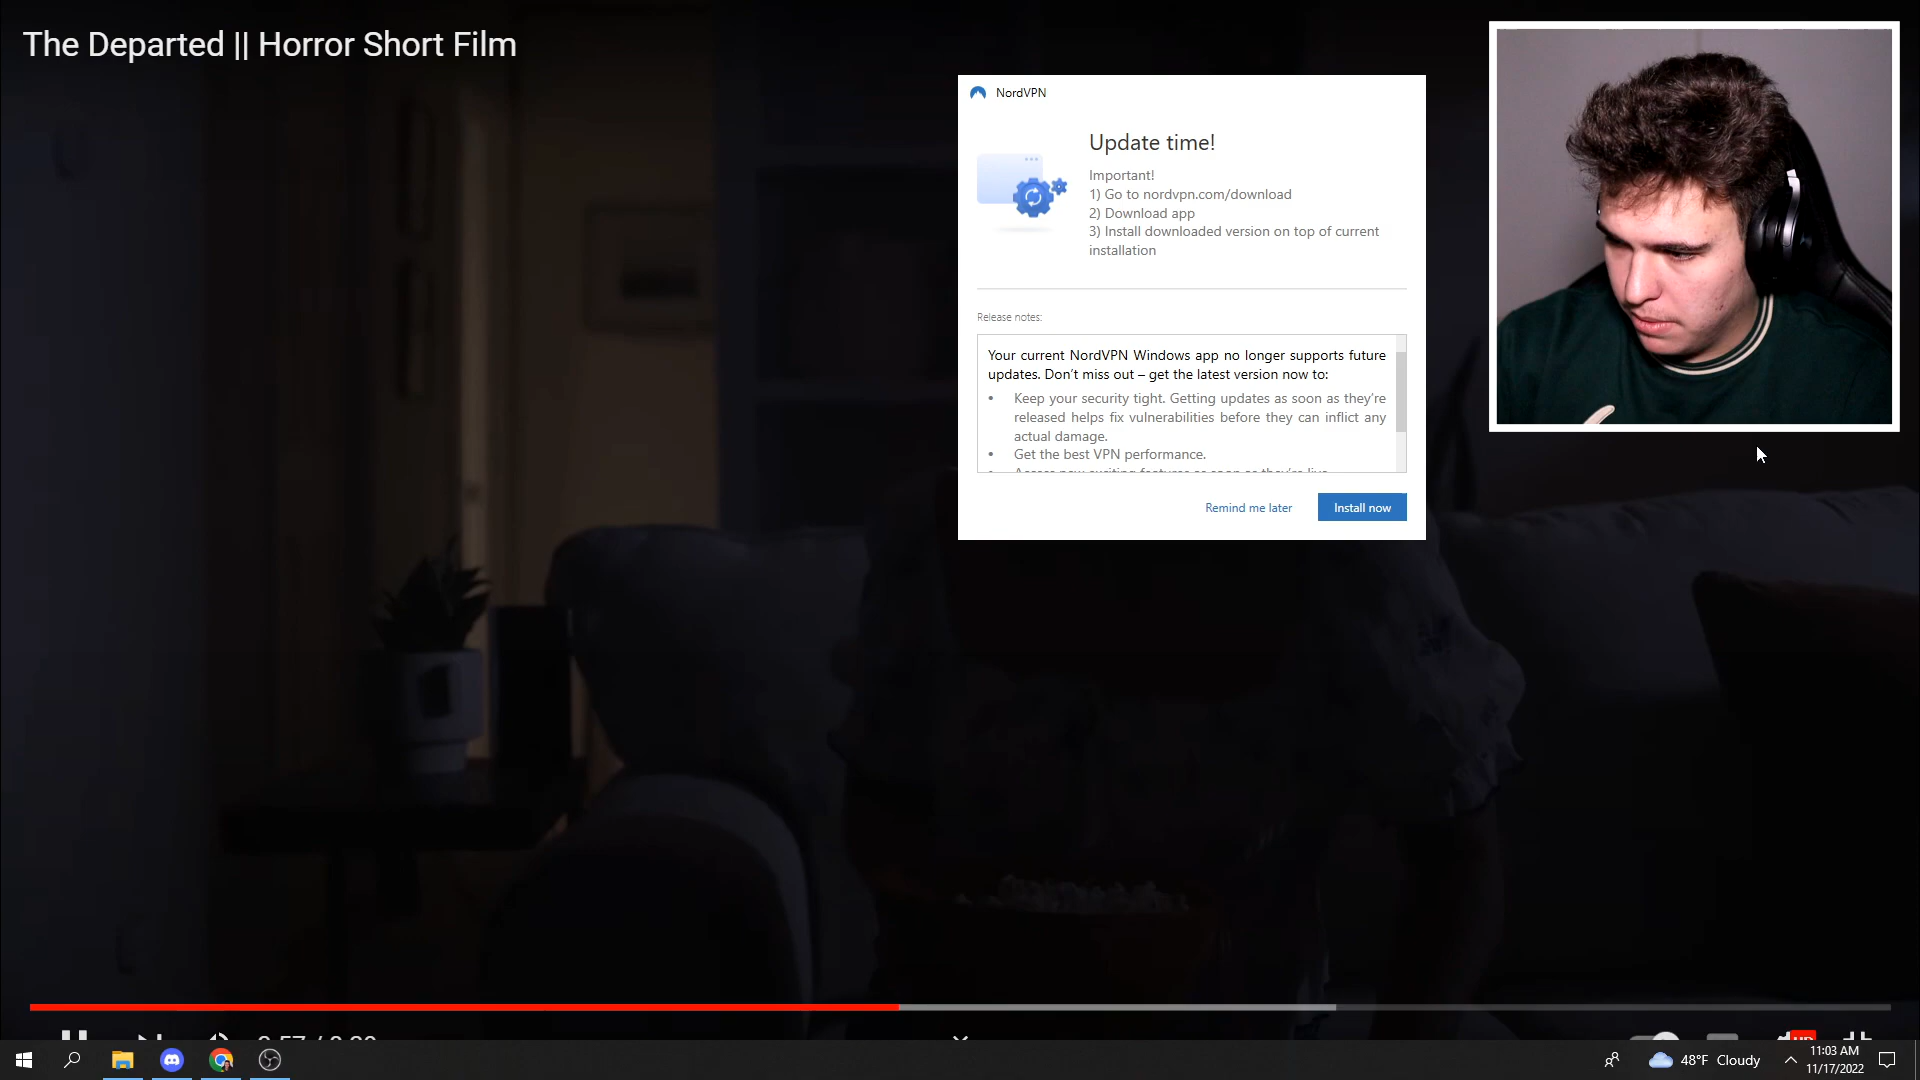 The Departed || Horror Short Film
NordVPN
Update time!
Important!
1) Go to nordvpn.com/download
2) Download app
3) Install downloaded version on top of current
installation
Release notes:
Your current NordVPN Windows app no longer supports future
updates. Don't miss out – get the latest version now to:
• Keep your security tight. Getting updates as soon as they're
released helps fix vulnerabilities before they can inflict any
actual damage.
• Get the best VPN performance.
Remind me later
Install now
48°F Cloudy
11:03 AM
11/17/2022